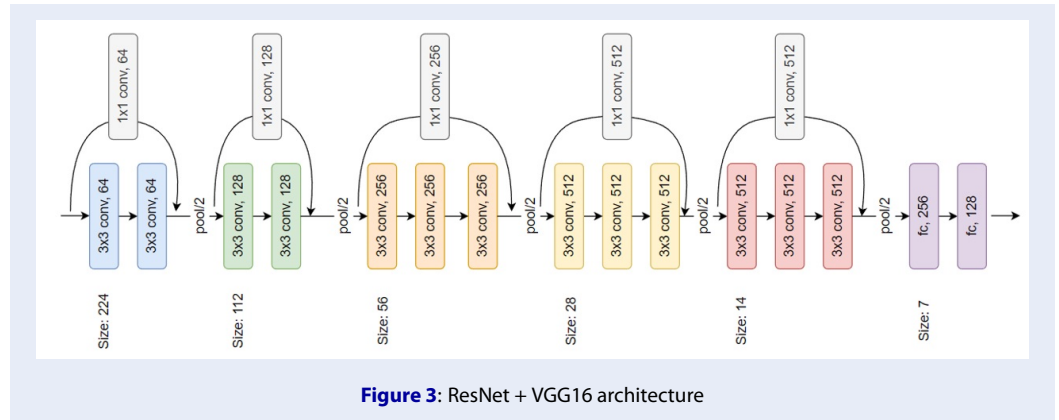 1x1 conv, 64
1x1 conv, 128
1x1 conv, 256
1x1 conv, 512
1x1 conv, 512
3x3 conv, 64
3x3 conv, 64
pool/2
3x3 conv, 128
3x3 conv, 128
pool/2
3x3 conv, 256
3x3 conv, 256
3x3 conv, 256
pool/2
3x3 conv, 512
3x3 conv, 512
3x3 conv, 512
pool/2
3x3 conv, 512
3x3 conv, 512
3x3 conv, 512
pool/2
fc, 256
fc, 128
Size: 224
Size: 112
Size: 56
Size: 28
Size: 14
Size: 7
Figure 3: ResNet + VGG16 architecture